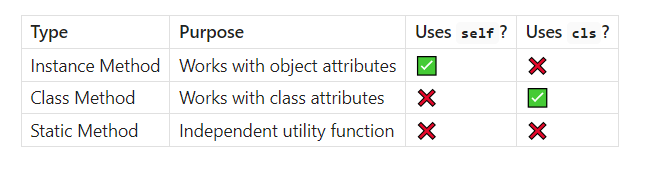 Type Purpose Uses self ? Uses cls ?
Instance Method Works with object attributes ✅ ❌
Class Method Works with class attributes ❌ ✅
Static Method Independent utility function ❌ ❌